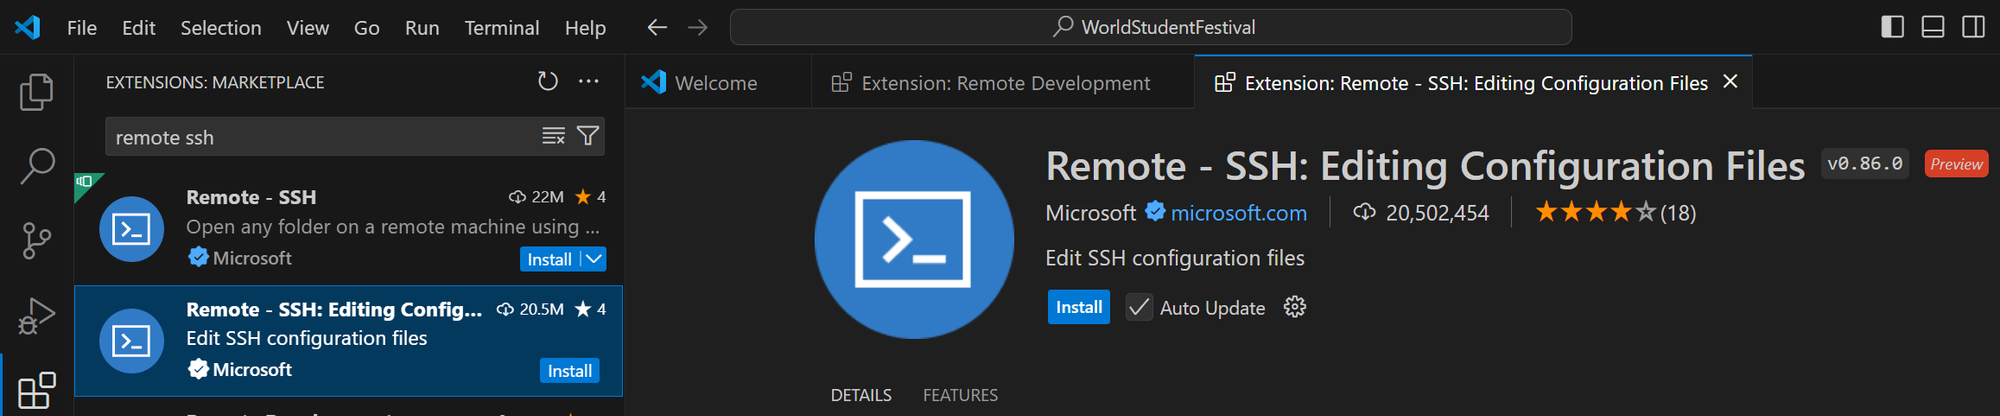 File Edit Selection View Go Run Terminal Help
WorldStudentFestival
EXTENSIONS: MARKETPLACE
remote ssh
Remote - SSH 22M 4
Open any folder on a remote machine using ...
Microsoft Install
Remote - SSH: Editing Config... 20.5M 4
Edit SSH configuration files
Microsoft Install
Welcome
Extension: Remote Development
Extension: Remote - SSH: Editing Configuration Files
Remote - SSH: Editing Configuration Files v0.86.0 Preview
Microsoft microsoft.com 20,502,454 (18)
Edit SSH configuration files
Install Auto Update
DETAILS FEATURES